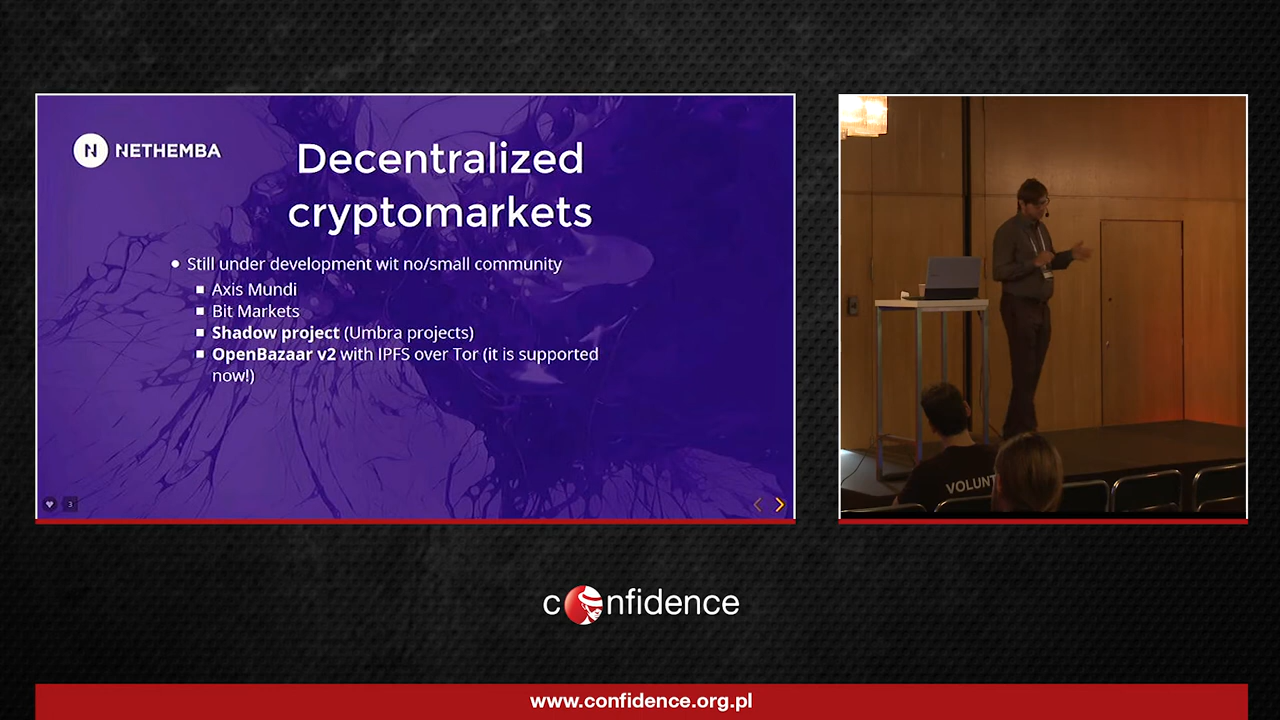 NETHEMBA
Decentralized
cryptomarkets
Still under development wit no/small community
Axis Mundi
Bit Markets
Shadow project (Umbra projects)
OpenBazaar v2 with IPFS over Tor (it is supported
now!)
3
VOLUNT
confidence
www.confidence.org.pl